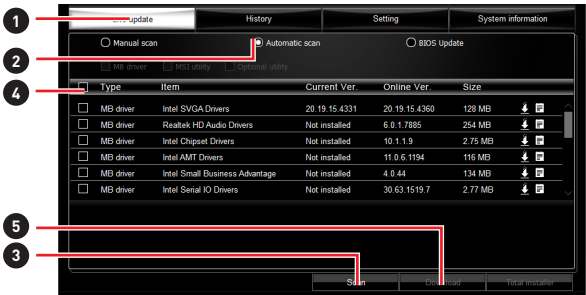 1 Live update History Setting System information
Manual scan Automatic scan BIOS Update
2 MB driver MSI utility Optional utility
4 Type Item Current Ver. Online Ver. Size
MB driver Intel SVGA Drivers 20.19.15.4331 20.19.15.4360 128 MB
MB driver Realtek HD Audio Drivers Not installed 6.0.1.7885 254 MB
MB driver Intel Chipset Drivers Not installed 10.1.1.9 2.75 MB
MB driver Intel AMT Drivers Not installed 11.0.6.1194 116 MB
MB driver Intel Small Business Advantage Not installed 4.0.44 134 MB
MB driver Intel Serial IO Drivers Not installed 30.63.1519.7 2.77 MB
5
3
Scan Download Total installer